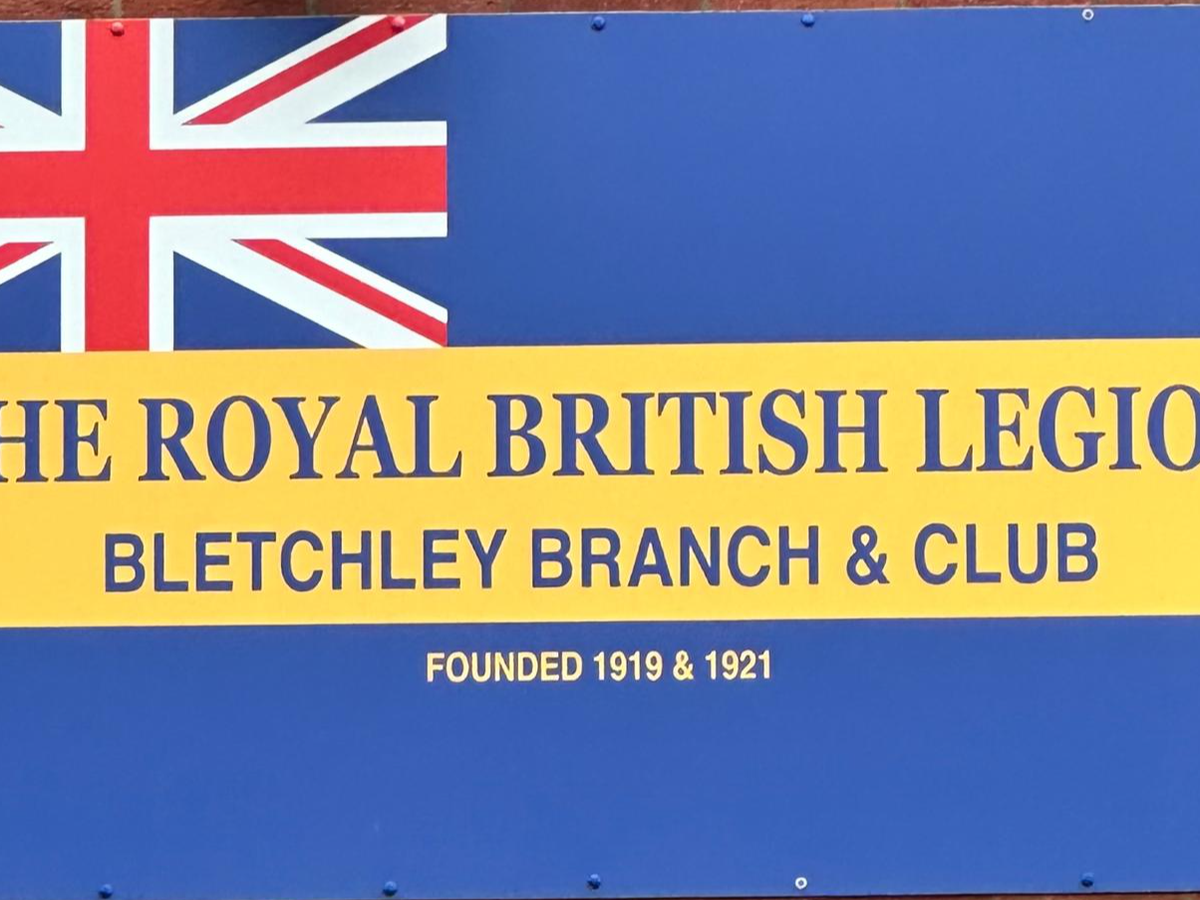 HE ROYAL BRITISH LEGIO
BLETCHLEY BRANCH & CLUB
FOUNDED 1919 & 1921